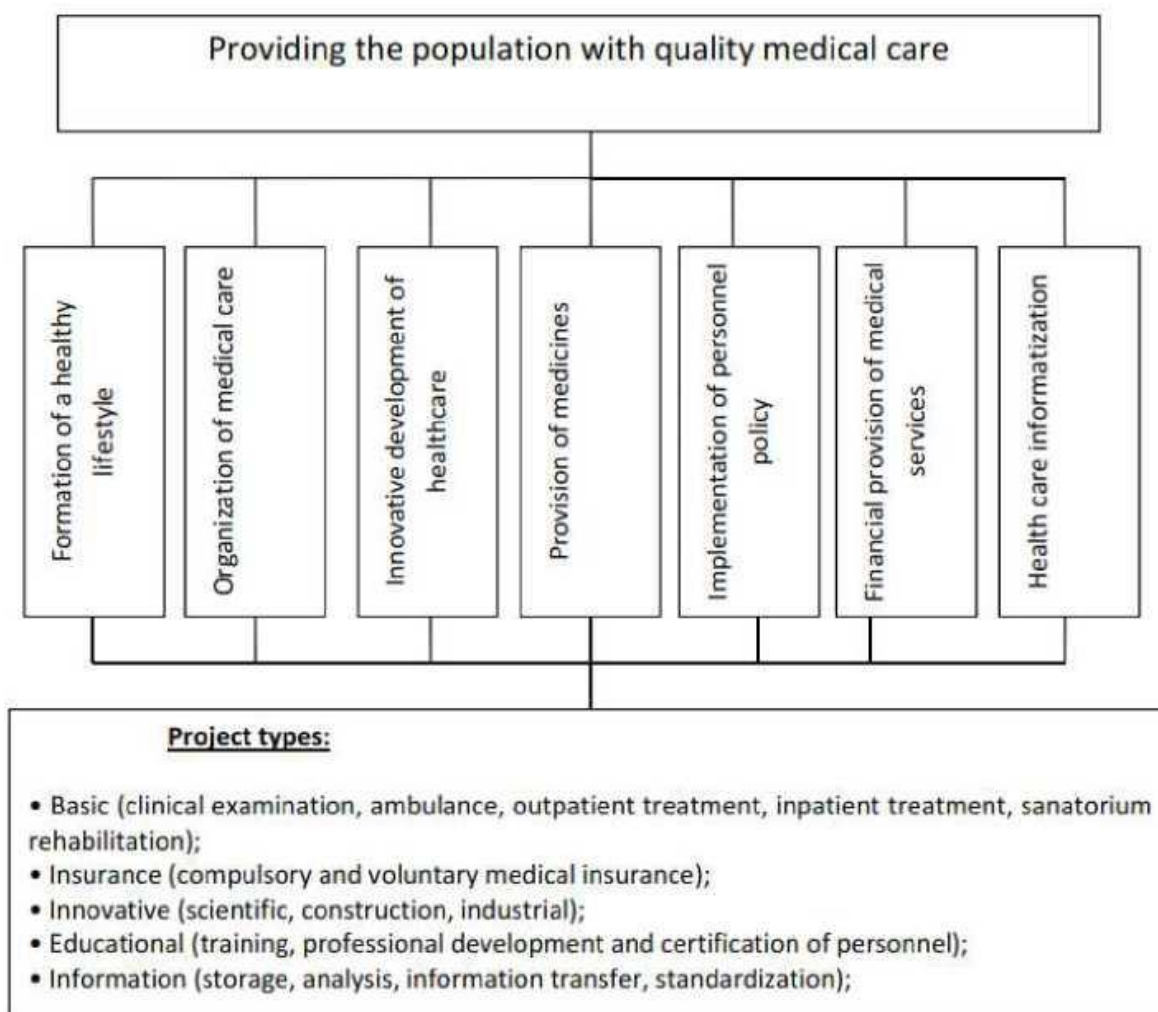 Providing the population with quality medical care
Formation of a healthy
lifestyle
Organization of medical care
Innovative development of
healthcare
Provision of medicines
Implementation of personnel
policy
Financial provision of medical
services
Health care informatization
Project types:
• Basic (clinical examination, ambulance, outpatient treatment, inpatient treatment, sanatorium
rehabilitation);
• Insurance (compulsory and voluntary medical insurance);
• Innovative (scientific, construction, industrial);
• Educational (training, professional development and certification of personnel);
• Information (storage, analysis, information transfer, standardization);